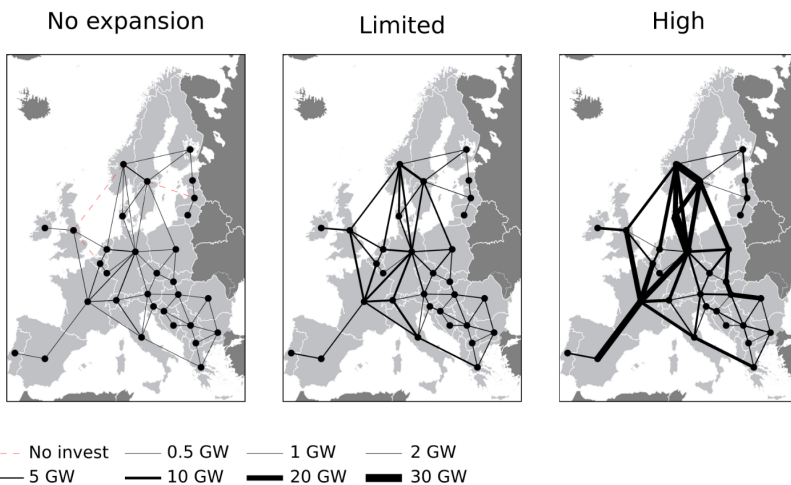 No expansion Limited High
No invest 0.5 GW 1 GW 2 GW
5 GW 10 GW 20 GW 30 GW